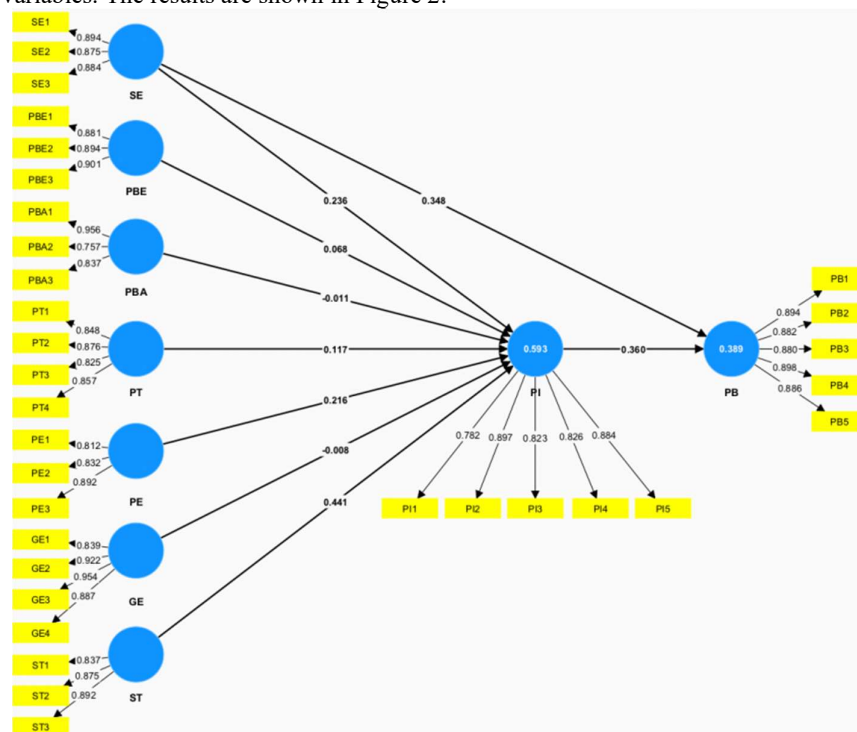 variables. The results are shown in Figure 2.
SE1
0.894
SE2
0.875
0.884
SE3
SE
PBE1
0.881
PBE2
0.894
0.901
PBE3
PBE
PBA1
0.956
PBA2
0.757
0.837
PBA3
PBA
PT1
0.848
PT2
0.876
0.825
PT3
0.857
PT4
PT
PE1
0.812
PE2
0.832
0.892
PE3
PE
GE1
0.839
GE2
0.922
0.954
GE3
0.887
GE4
GE
ST1
0.837
0.875
ST2
0.892
ST3
ST
0.236
0.348
0.068
-0.011
0.117
0.216
-0.008
0.441
0.593
PI
0.360
0.389
PB
0.782
0.897
0.823
0.826
0.884
PI1
PI2
PI3
PI4
PI5
PB1
0.894
PB2
0.882
PB3
0.880
0.898
PB4
0.886
PB5